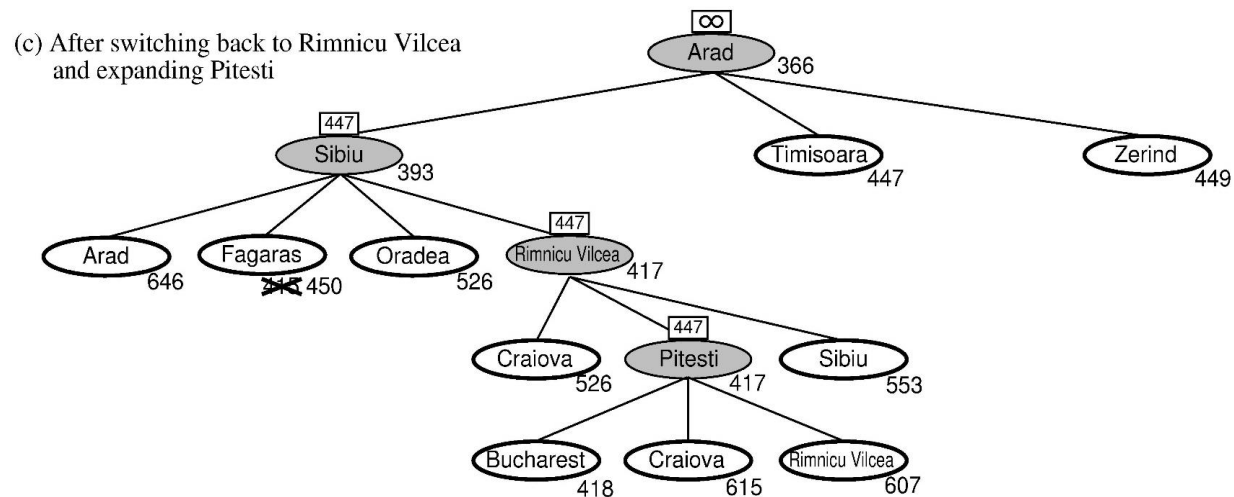 ∞
(c) After switching back to Rimnicu Vilcea
and expanding Pitesti
Arad
366
447
Sibiu
393
Timisoara
447
Zerind
449
Arad
646
Fagaras
415 450
Oradea
526
447
Rimnicu Vilcea
417
Craiova
526
447
Pitesti
417
Sibiu
553
Bucharest
418
Craiova
615
Rimnicu Vilcea
607